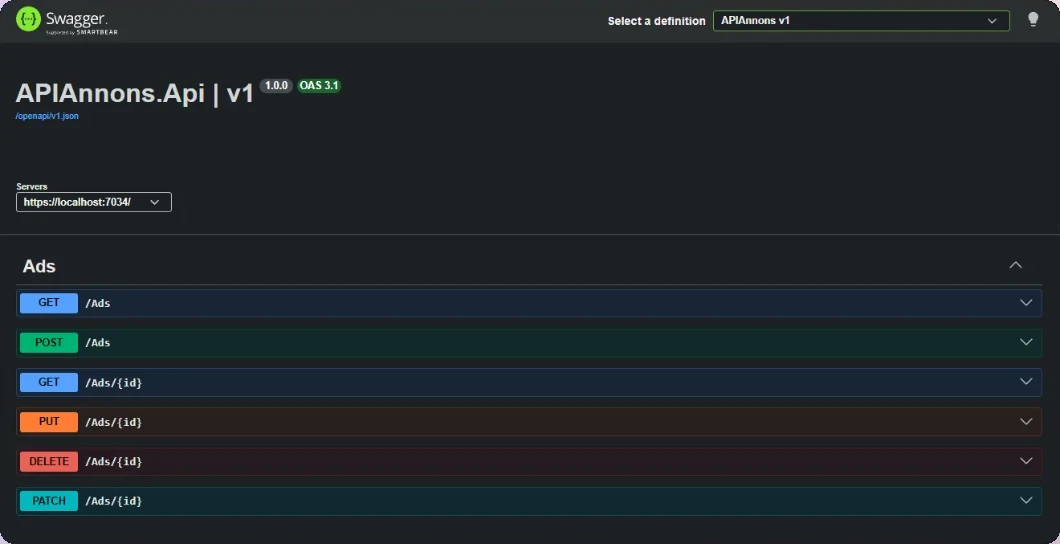 Swagger.
Supported by SMARTBEAR
Select a definition
APIAnnons v1
APIAnnons.Api | v1 1.0.0 OAS 3.1
/openapi/v1.json
Servers
https://localhost:7034/
Ads
GET /Ads
POST /Ads
GET /Ads/{id}
PUT /Ads/{id}
DELETE /Ads/{id}
PATCH /Ads/{id}